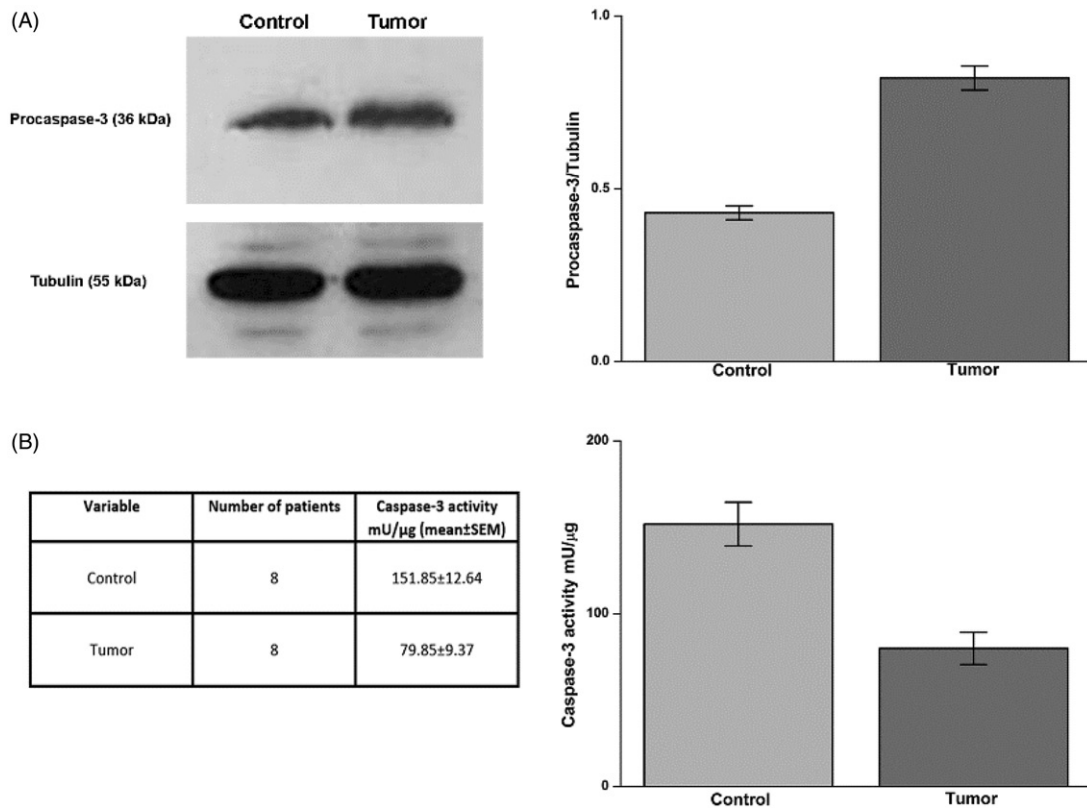 (A)
Control Tumor
Procaspase-3 (36 kDa)
Tubulin (55 kDa)
1.0
0.5
0.0
Procaspase-3/Tubulin
Control Tumor
(B)
Variable Number of patients Caspase-3 activity
mU/µg (mean±SEM)
Control 8 151.85±12.64
Tumor 8 79.85±9.37
200
100
0
Caspase-3 activity mU/µg
Control Tumor